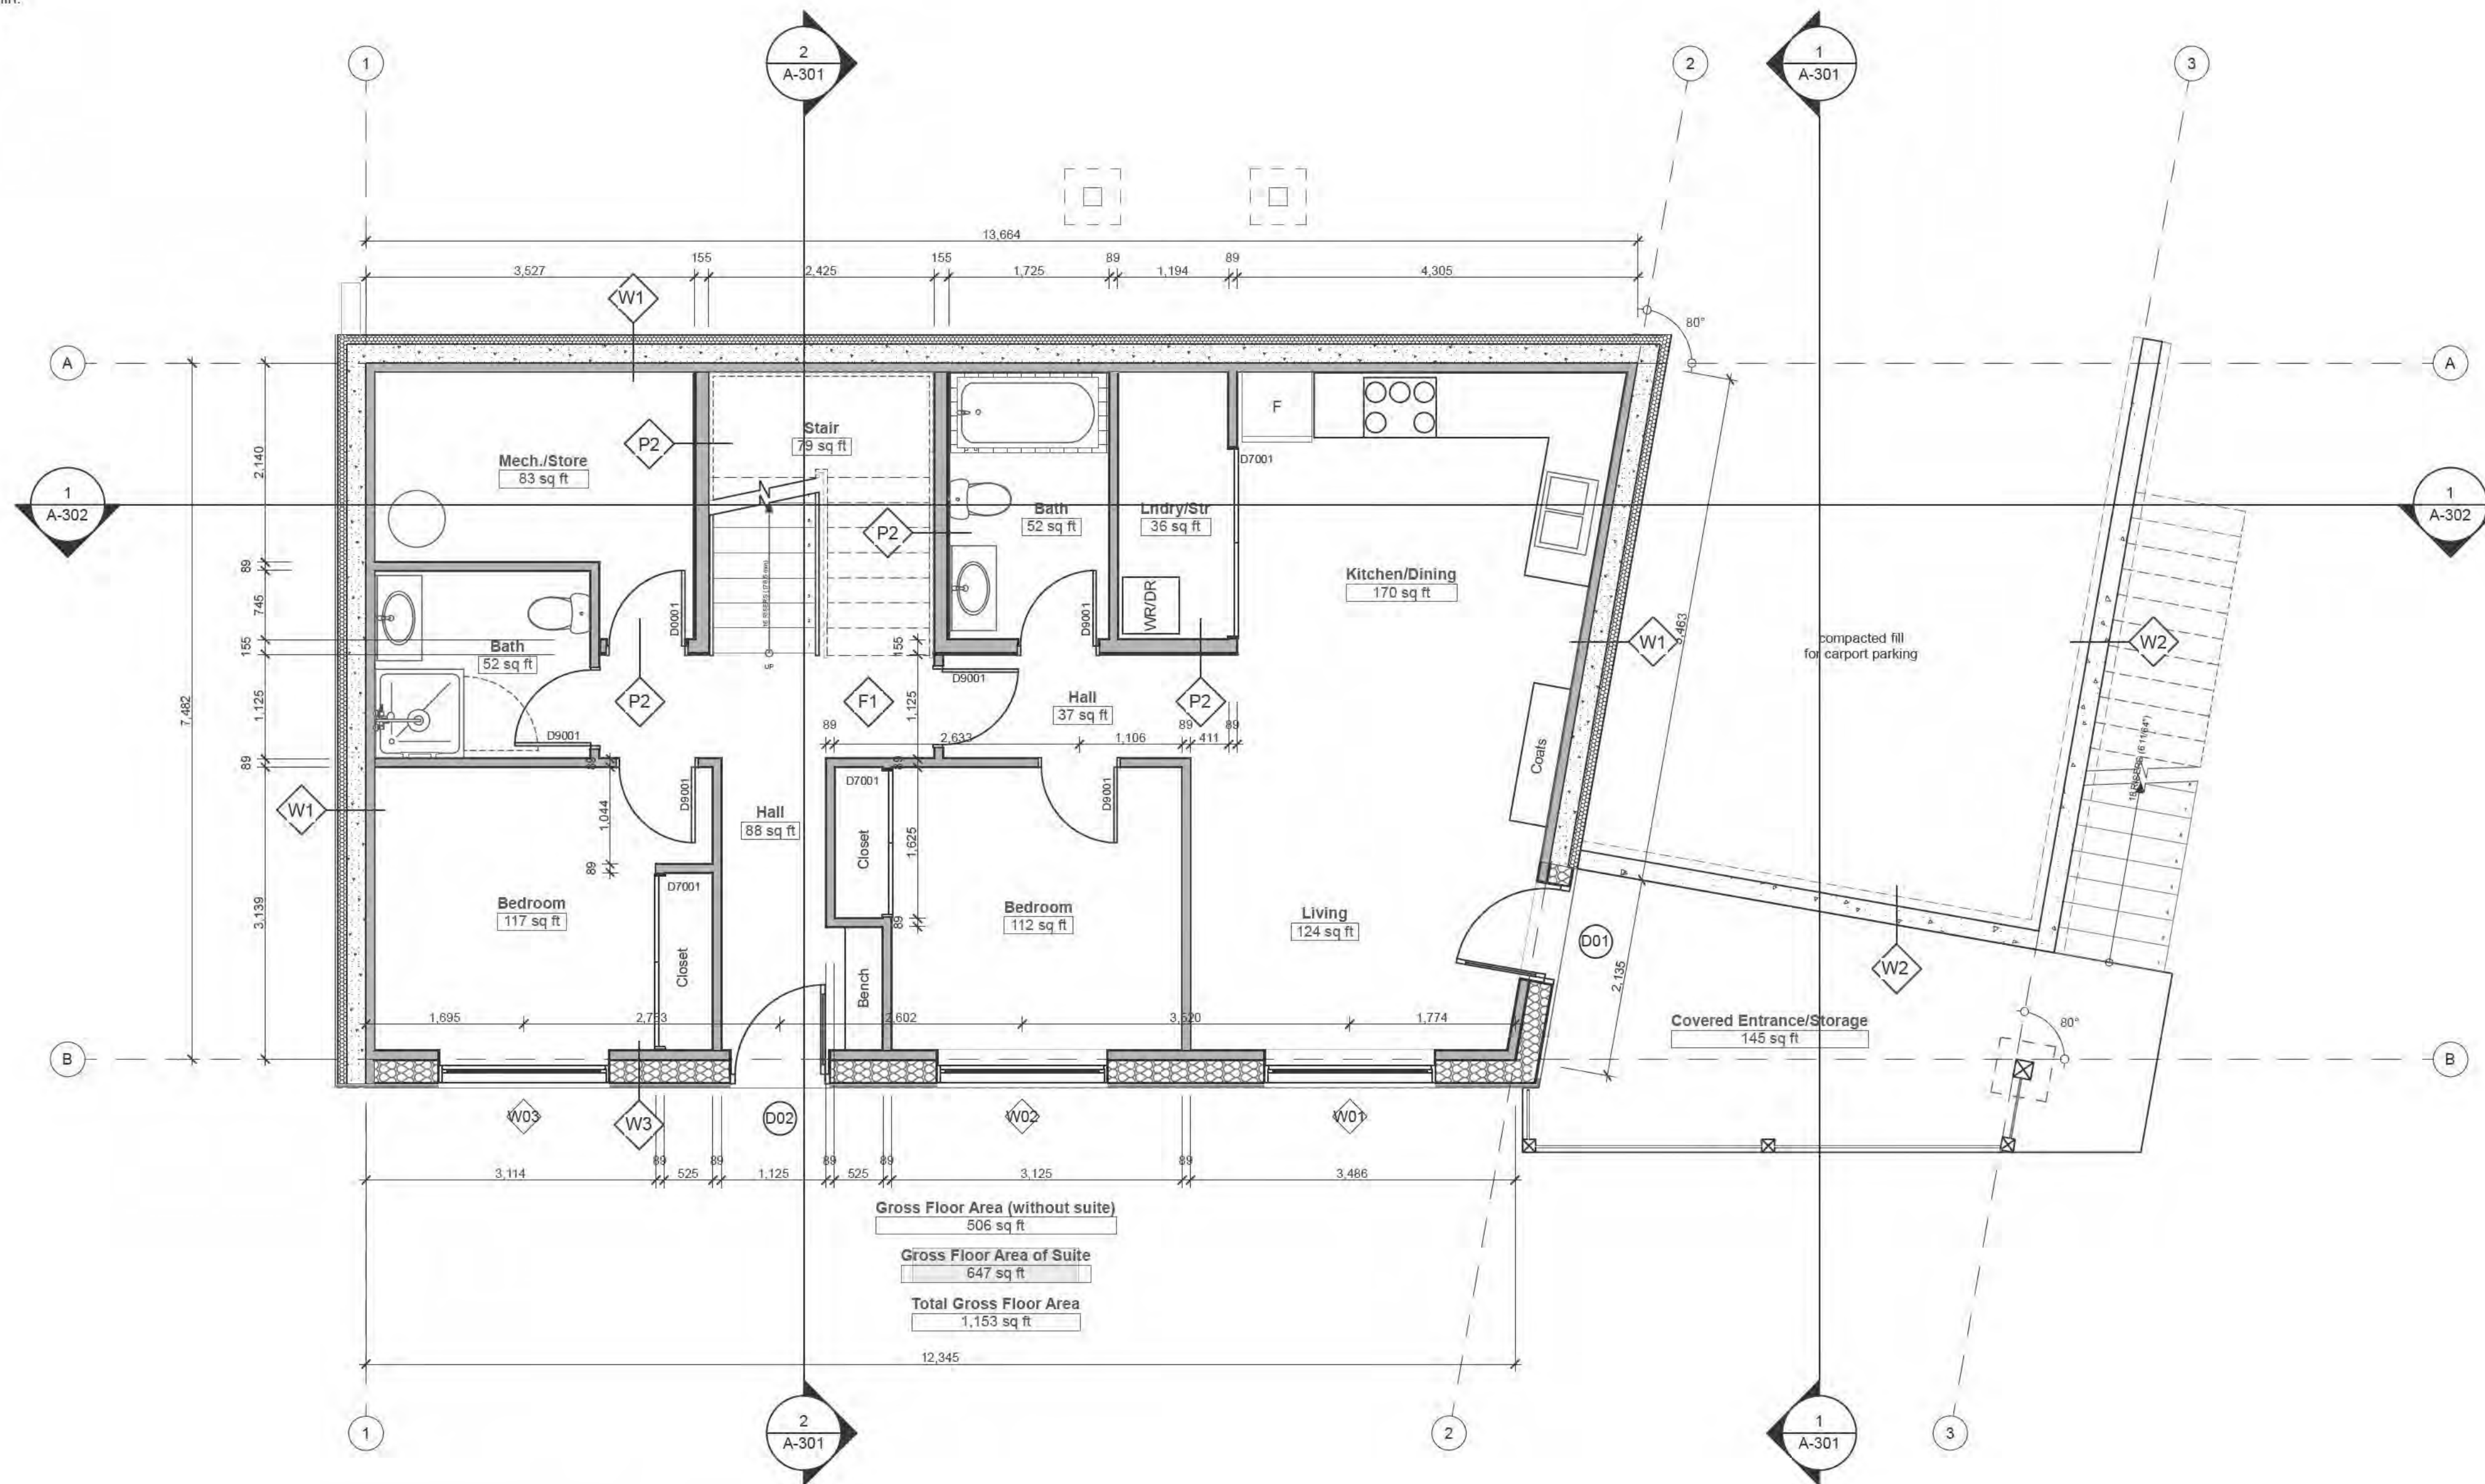 1
2
A-301
2
1
A-301
3
13,664
3,527
155
2,425
155
1,725
89
1,194
89
4,305
W1
80°
A
A
Stair
79 sq ft
P2
F
D7001
Mech./Store
83 sq ft
2,140
1
A-302
1
A-302
Bath
52 sq ft
Lndry/Str
36 sq ft
P2
Kitchen/Dining
170 sq ft
89
745
155
1,125
89
3,139
7,482
D9001
WR/DR
W1
compacted fill
for carport parking
W2
Bath
52 sq ft
UP
155
1,125
D9001
P2
F1
Hall
37 sq ft
P2
D9001
89
2,633
1,106
89
411
89
Coats
89
D9001
89
D7001
D9001
W1
1,044
89
Hall
88 sq ft
Closet
1,625
89
D7001
Bedroom
117 sq ft
Closet
Bedroom
112 sq ft
Living
124 sq ft
D01
W2
2,135
Bench
1,695
2,602
1,774
Covered Entrance/Storage
145 sq ft
80°
B
B
W03
W3
D02
W02
W01
3,114
89
525
89
1,125
89
525
89
3,125
89
3,486
Gross Floor Area (without suite)
506 sq ft
Gross Floor Area of Suite
647 sq ft
Total Gross Floor Area
1,153 sq ft
12,345
1
2
A-301
2
1
A-301
3